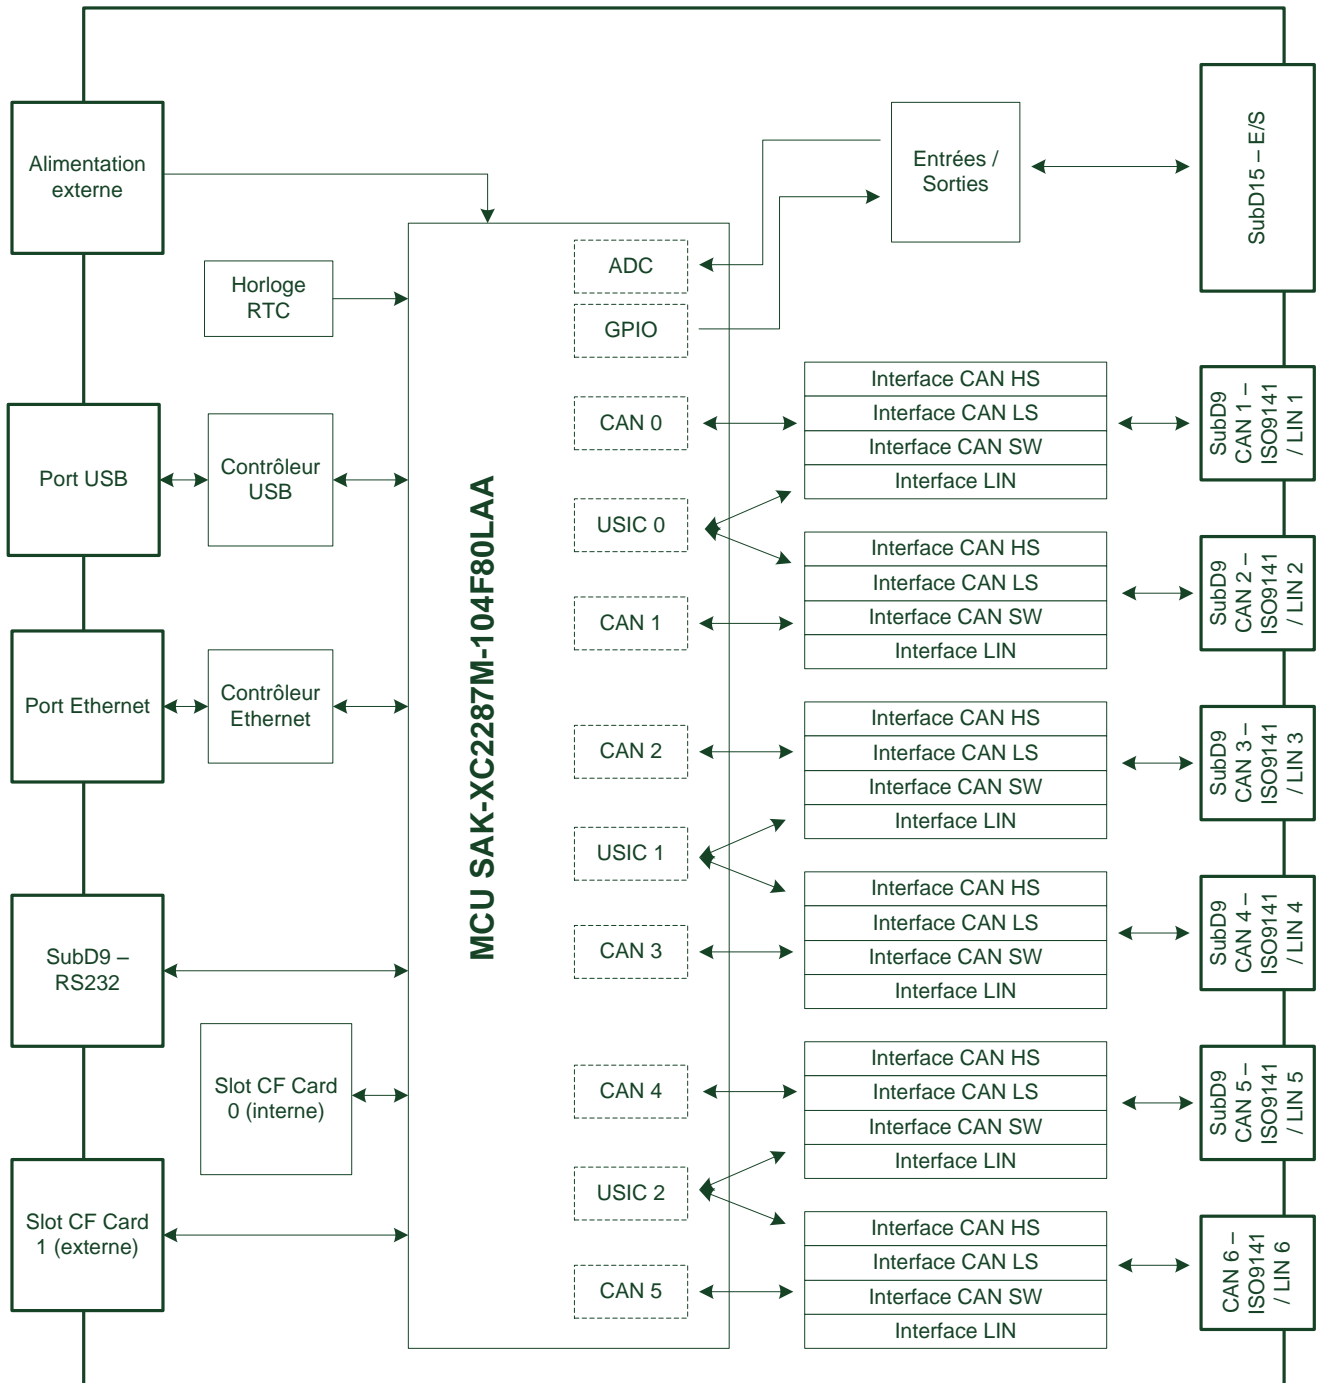 Alimentation
externe
Horloge
RTC
Port USB
Contrôleur
USB
Port Ethernet
Contrôleur
Ethernet
SubD9 –
RS232
Slot CF Card
0 (interne)
Slot CF Card
1 (externe)
MCU SAK-XC2287M-104F80LAA
ADC
GPIO
CAN 0
USIC 0
CAN 1
CAN 2
USIC 1
CAN 3
CAN 4
USIC 2
CAN 5
Entrées /
Sorties
Interface CAN HS
Interface CAN LS
Interface CAN SW
Interface LIN
Interface CAN HS
Interface CAN LS
Interface CAN SW
Interface LIN
Interface CAN HS
Interface CAN LS
Interface CAN SW
Interface LIN
Interface CAN HS
Interface CAN LS
Interface CAN SW
Interface LIN
Interface CAN HS
Interface CAN LS
Interface CAN SW
Interface LIN
Interface CAN HS
Interface CAN LS
Interface CAN SW
Interface LIN
SubD15 – E/S
SubD9
CAN 1 –
ISO9141
/ LIN 1
SubD9
CAN 2 –
ISO9141
/ LIN 2
SubD9
CAN 3 –
ISO9141
/ LIN 3
SubD9
CAN 4 –
ISO9141
/ LIN 4
SubD9
CAN 5 –
ISO9141
/ LIN 5
CAN 6 –
ISO9141
/ LIN 6